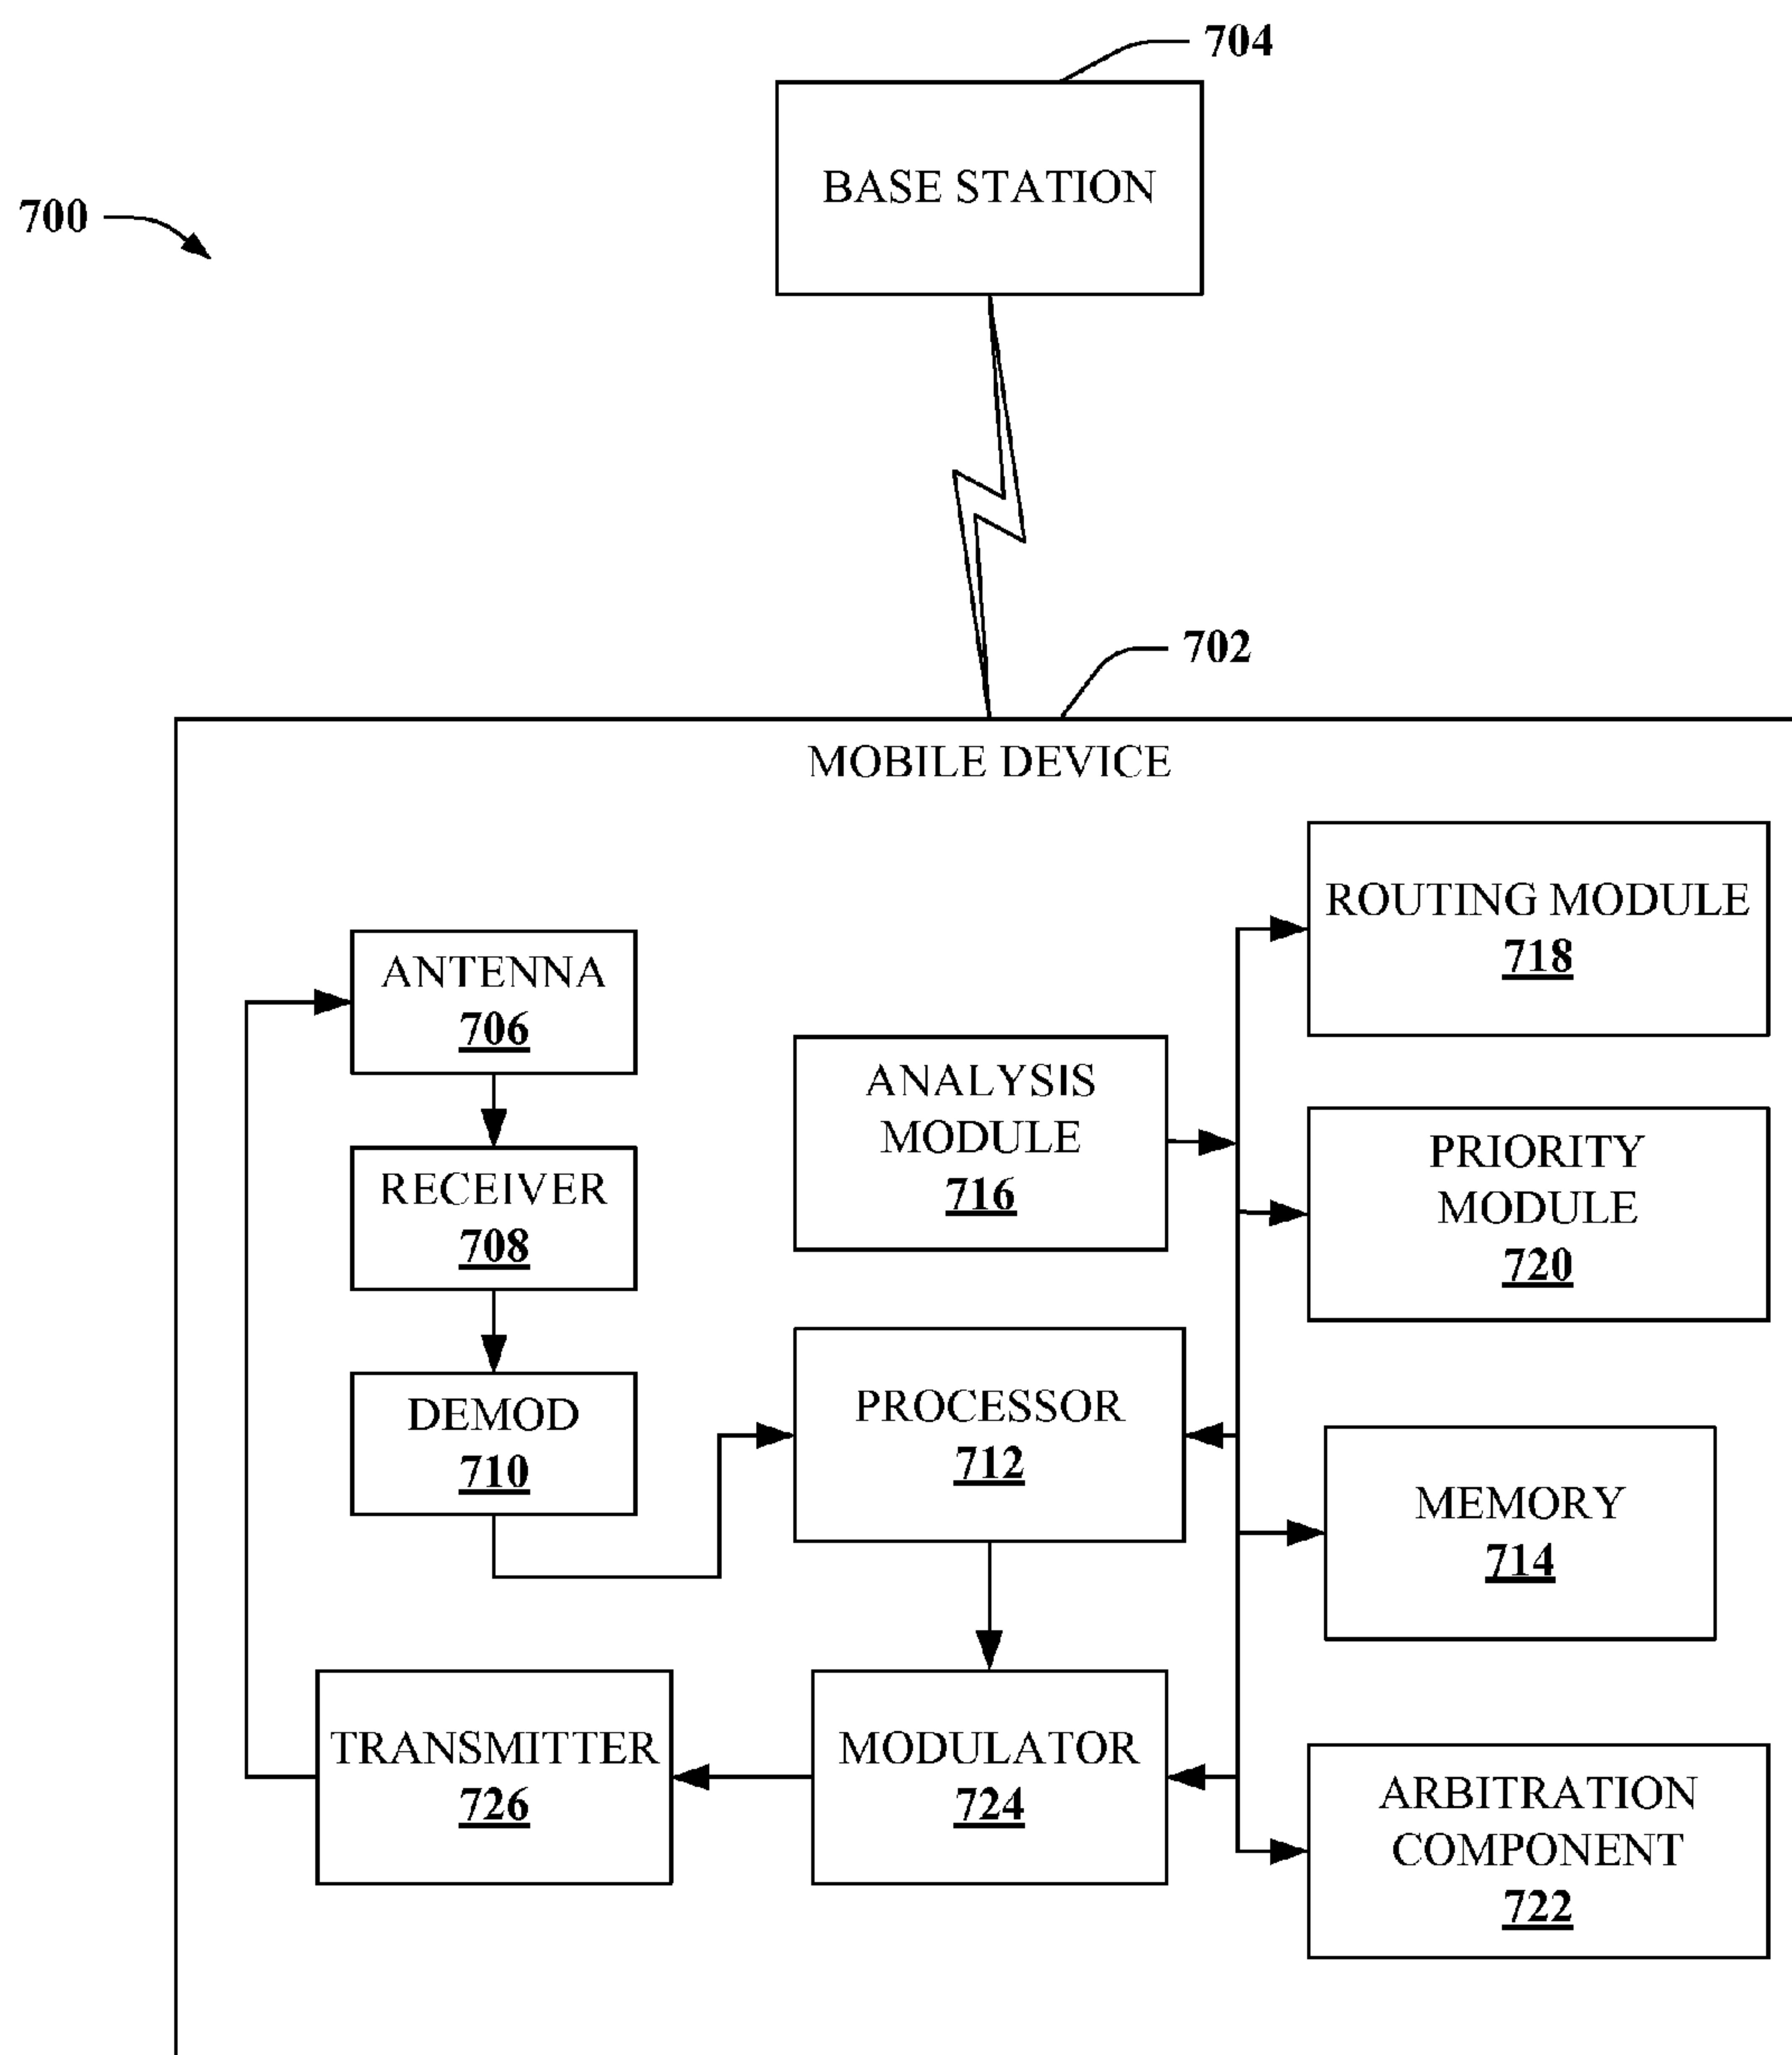 704
BASE STATION
700
702
MOBILE DEVICE
ROUTING MODULE
718
ANTENNA
706
ANALYSIS
MODULE
716
PRIORITY
MODULE
720
RECEIVER
708
DEMOD
710
PROCESSOR
712
MEMORY
714
TRANSMITTER
726
MODULATOR
724
ARBITRATION
COMPONENT
722